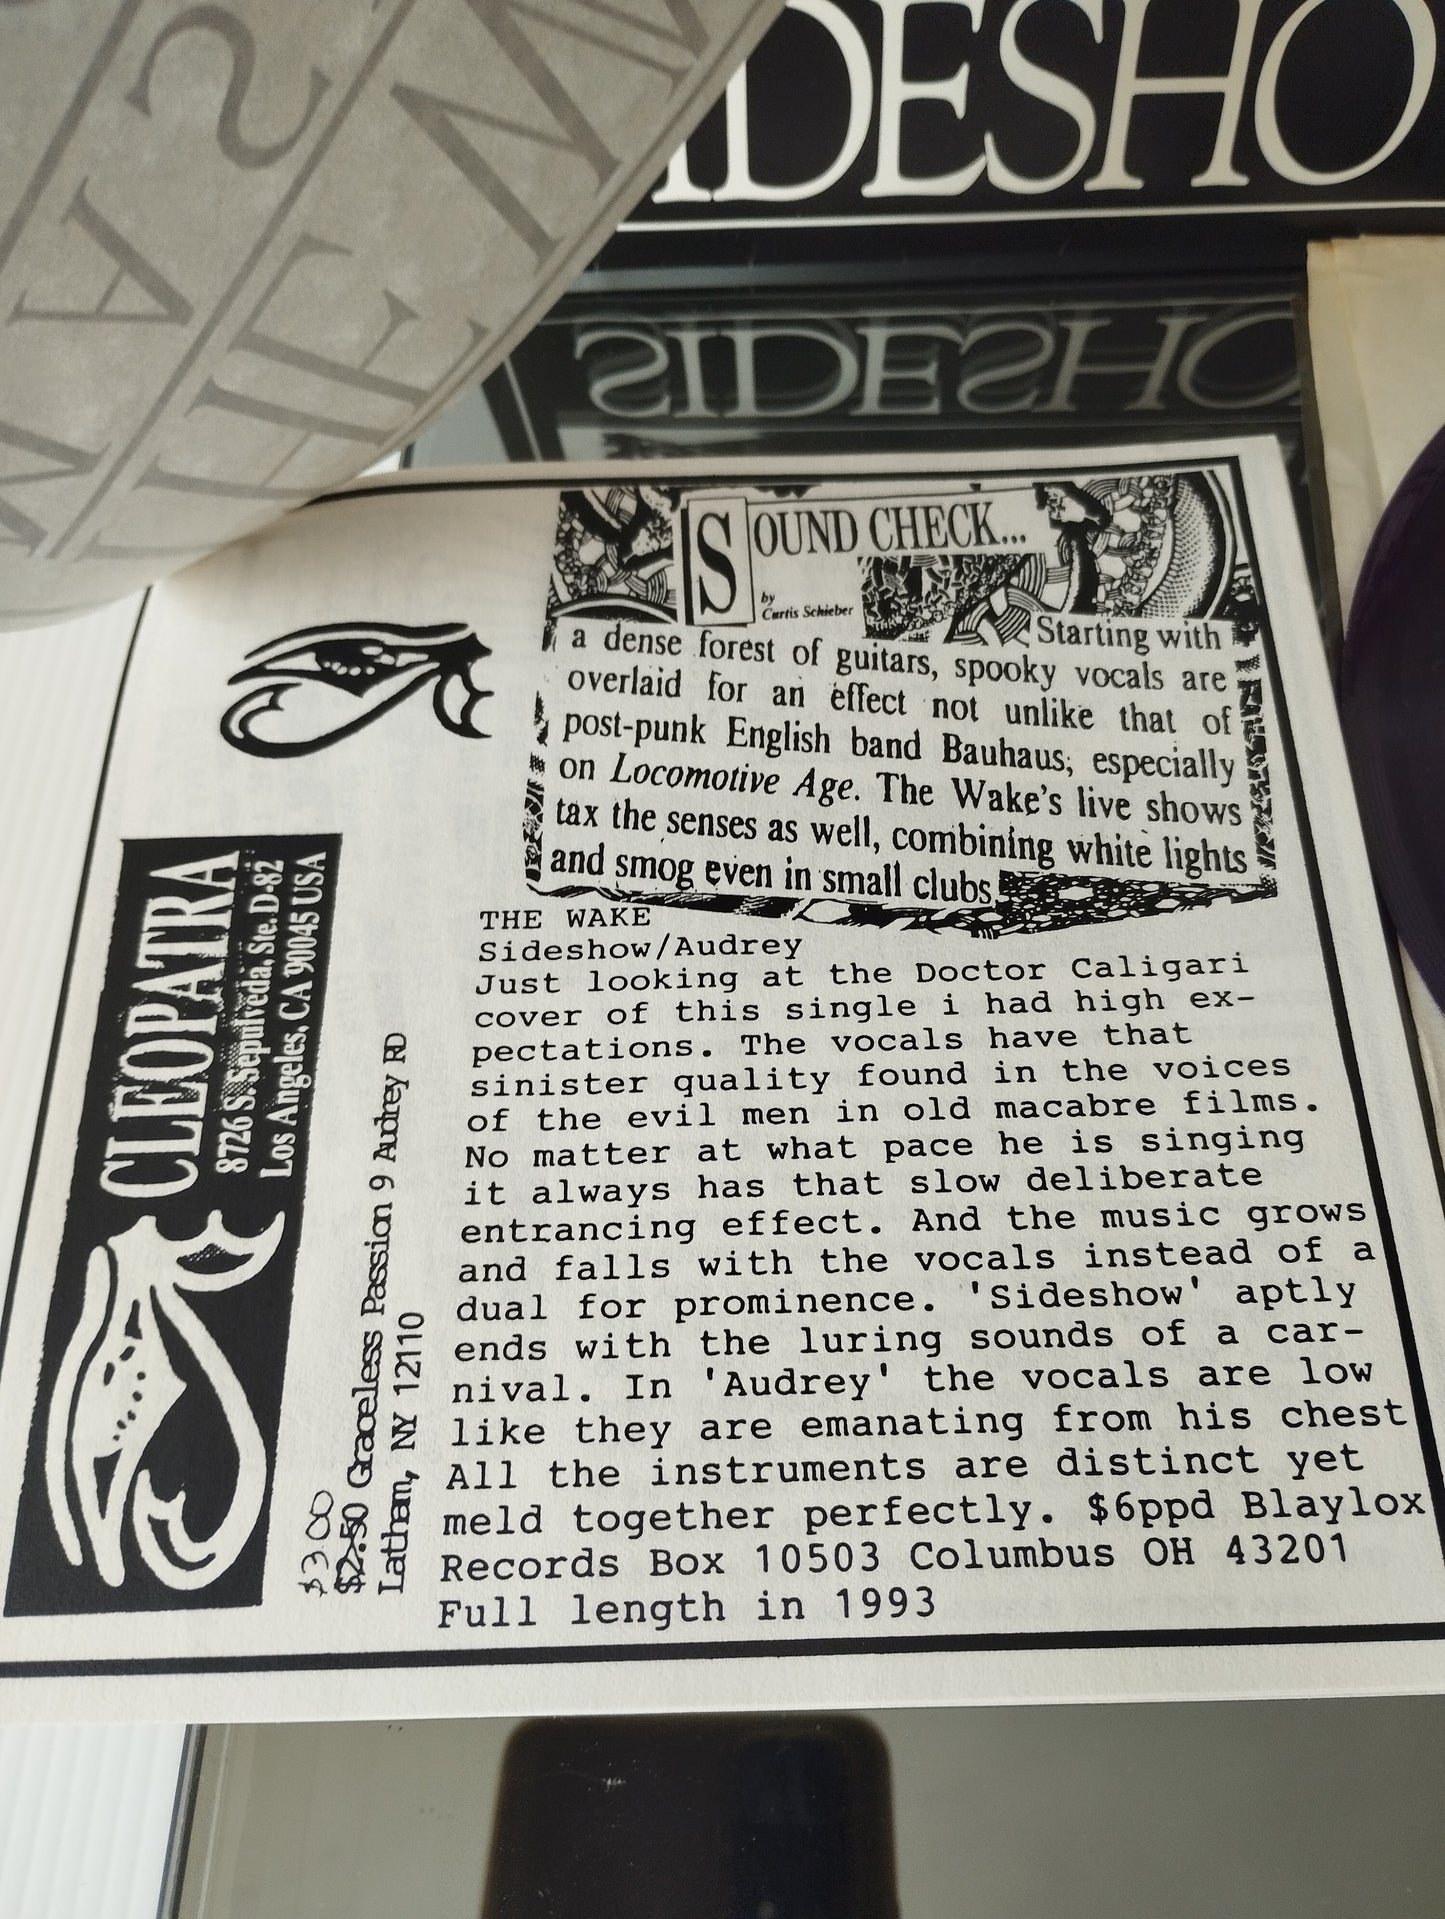 SIDESHO
SIDESHO
SOUND CHECK...
by
Curtis Schieber
Starting with
a dense forest of guitars, spooky vocals are
overlaid for an effect not unlike that of
post-punk English band Bauhaus, especially
on Locomotive Age. The Wake's live shows
tax the senses as well, combining white lights
and smog even in small clubs.
THE WAKE
Sideshow/Audrey
Just looking at the Doctor Caligari
cover of this single i had high ex-
pectations. The vocals have that
sinister quality found in the voices
of the evil men in old macabre films.
No matter at what pace he is singing
it always has that slow deliberate
entrancing effect. And the music grows
and falls with the vocals instead of a
dual for prominence. 'Sideshow' aptly
ends with the luring sounds of a car-
nival. In 'Audrey' the vocals are low
like they are emanating from his chest
All the instruments are distinct yet
meld together perfectly. $6ppd Blaylox
Records Box 10503 Columbus OH 43201
Full length in 1993
CLEOPATRA
8726 S. Sepulveda, Ste. D-82
Los Angeles, CA 90045 USA
$3.00
$2.50 Graceless Passion 9 Audrey RD
Latham, NY 12110